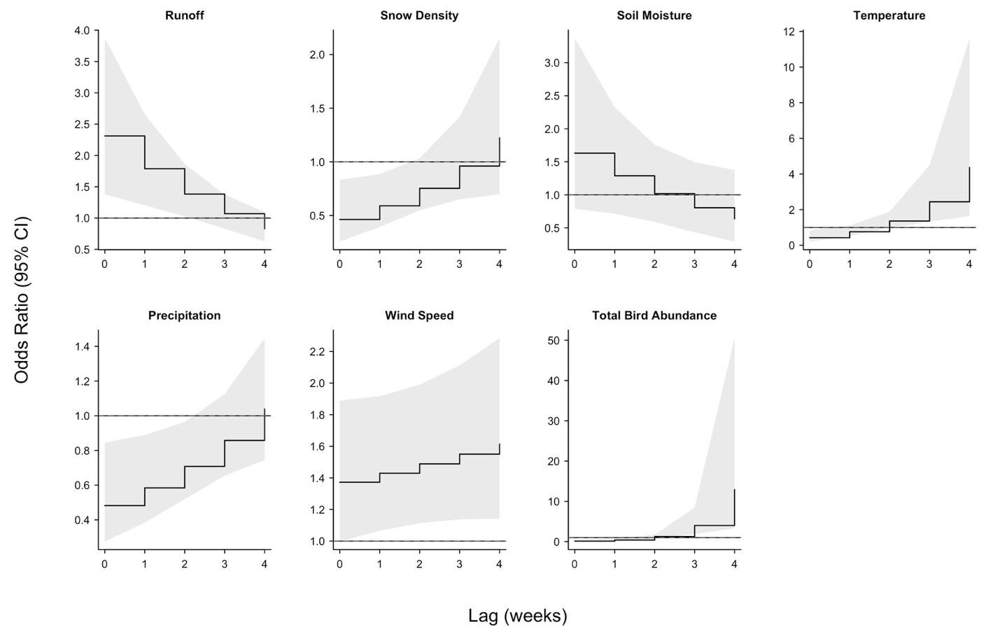 Runoff
Snow Density
Soil Moisture
Temperature
4.0
3.5
3.0
2.5
2.0
1.5
1.0
0.5
0 1 2 3 4
2.0
1.5
1.0
0.5
0 1 2 3 4
3.0
2.5
2.0
1.5
1.0
0.5
0 1 2 3 4
12
10
8
6
4
2
0
0 1 2 3 4
Odds Ratio (95% CI)
Precipitation
Wind Speed
Total Bird Abundance
1.4
1.2
1.0
0.8
0.6
0.4
0 1 2 3 4
2.2
2.0
1.8
1.6
1.4
1.2
1.0
0 1 2 3 4
50
40
30
20
10
0
0 1 2 3 4
Lag (weeks)